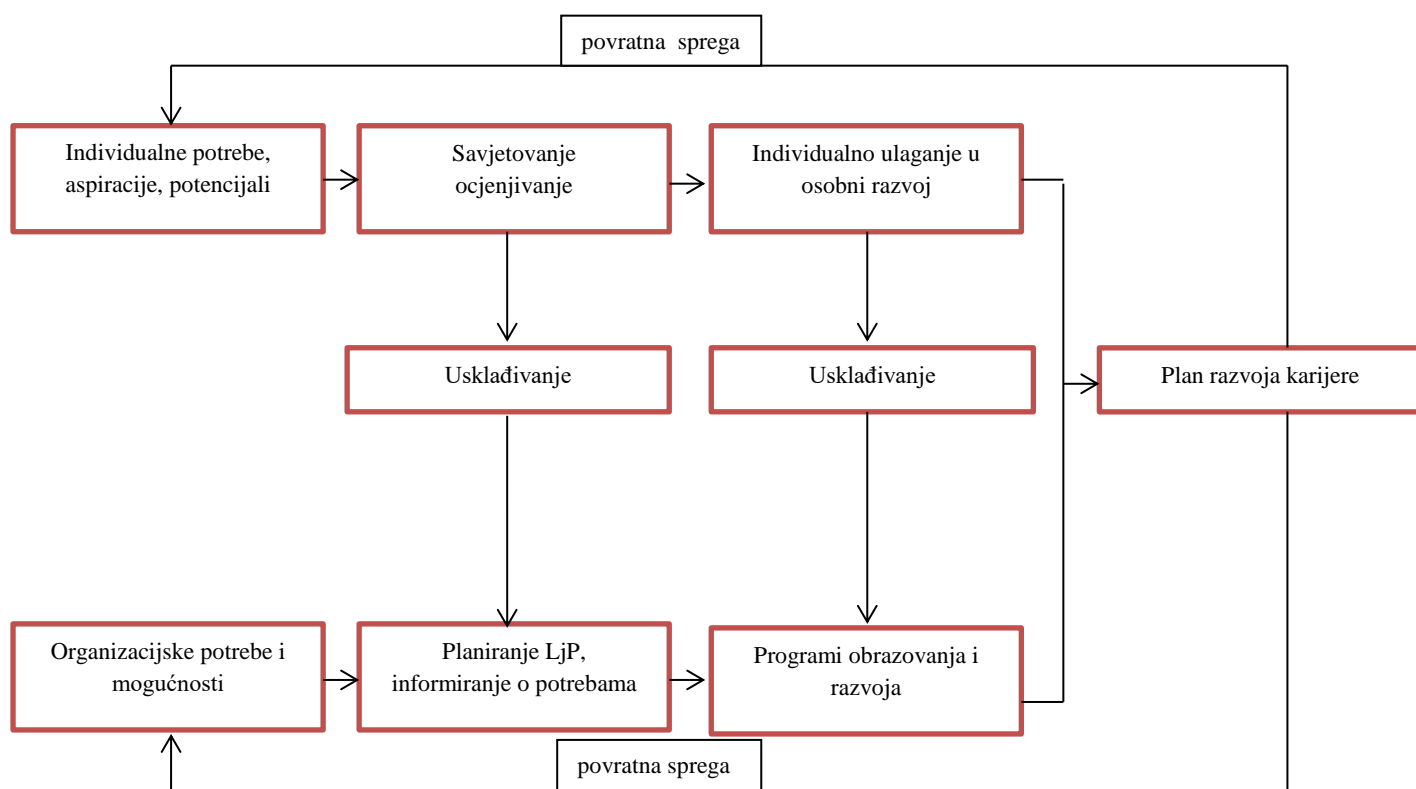 povratna sprega
Individualne potrebe,
aspiracije, potencijali
Savjetovanje
ocjenjivanje
Individualno ulaganje u
osobni razvoj
Usklađivanje
Usklađivanje
Plan razvoja karijere
Organizacijske potrebe i
mogućnosti
Planiranje LjP,
informiranje o potrebama
Programi obrazovanja i
razvoja
povratna sprega